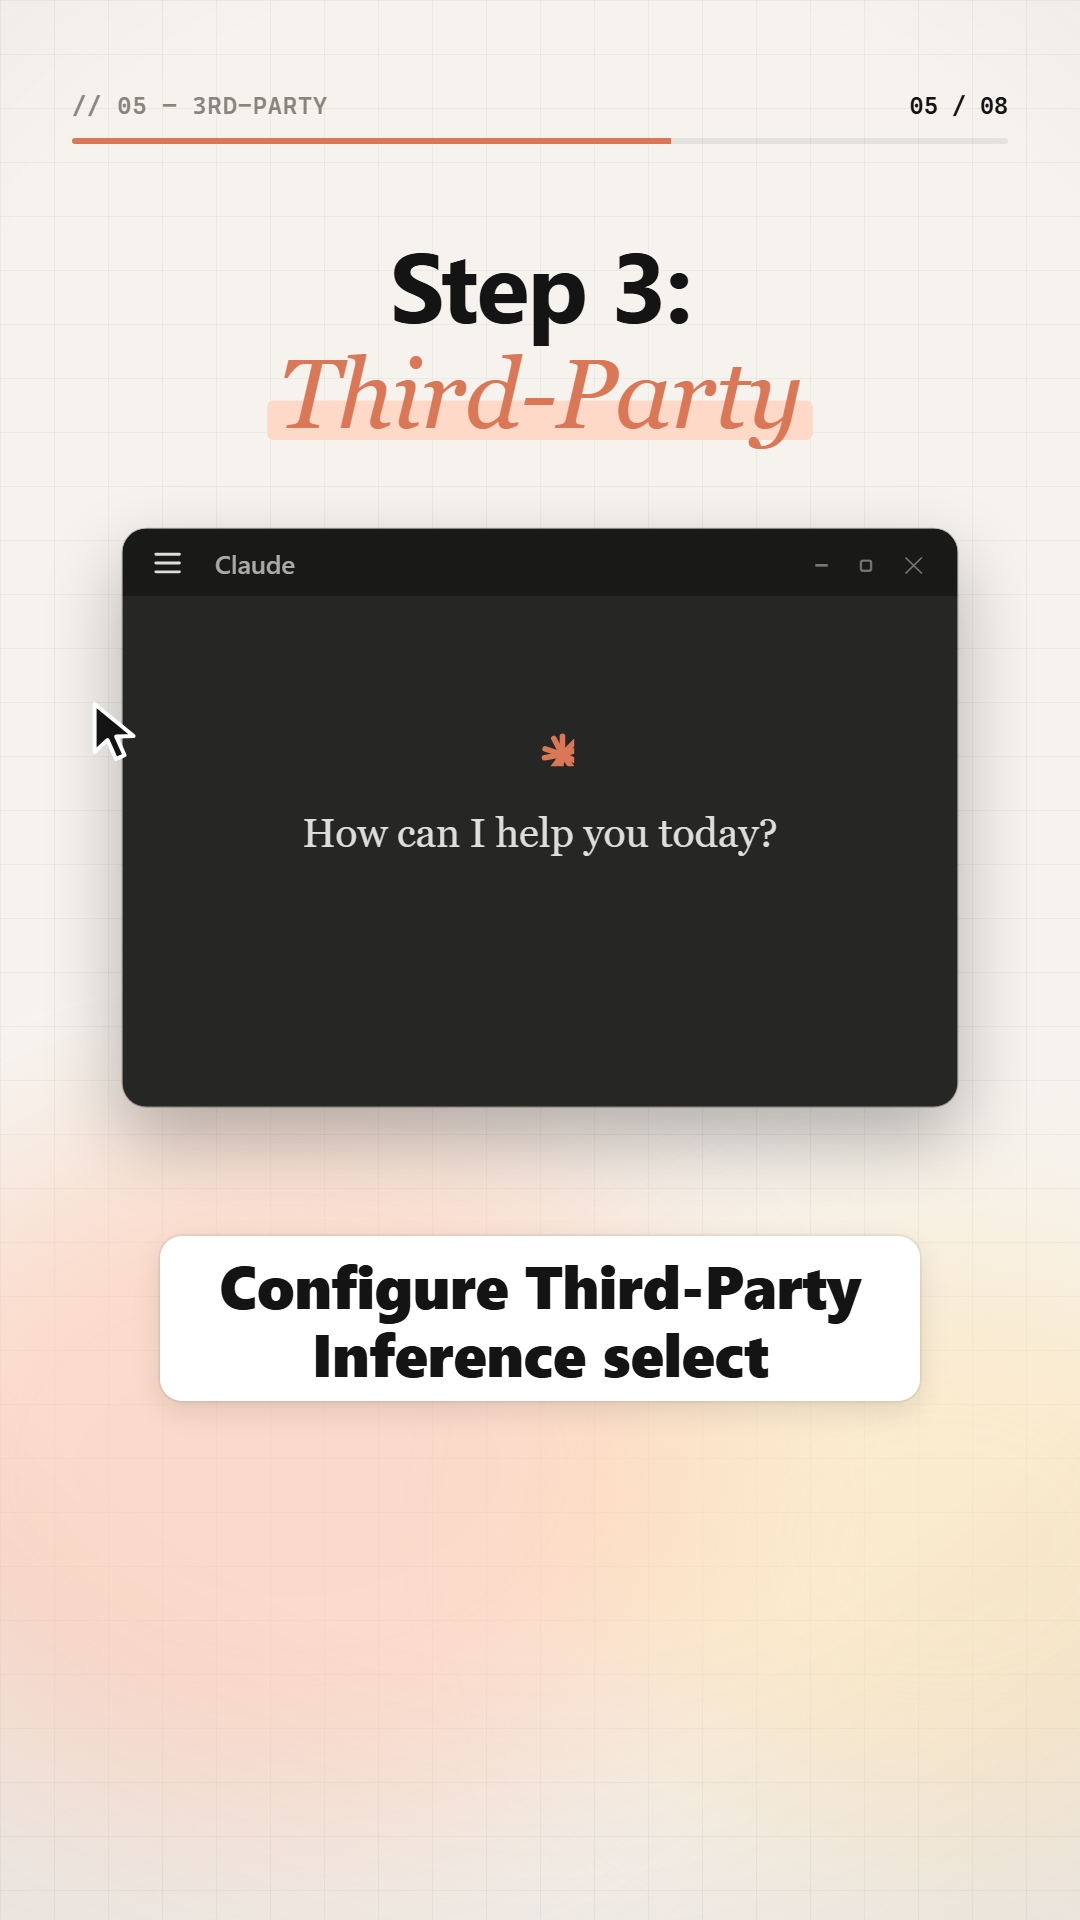 // 05 – 3RD-PARTY
05 / 08
Step 3:
Third-Party
Claude
How can I help you today?
Configure Third-Party
Inference select